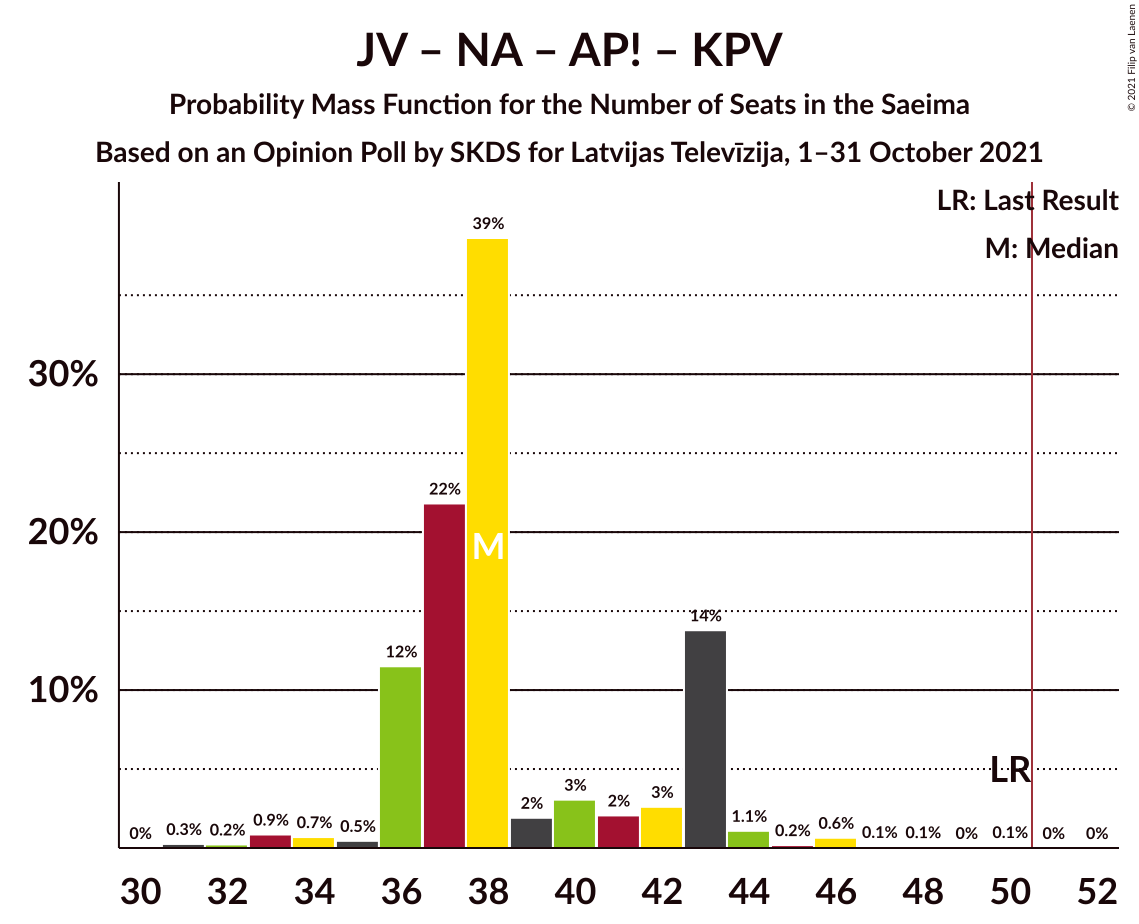 JV – NA – AP! – KPV
Probability Mass Function for the Number of Seats in the Saeima
Based on an Opinion Poll by SKDS for Latvijas Televīzija, 1–31 October 2021
© 2021 Filip van Laenen
LR: Last Result
M: Median
39%
30%
22%
20%
M
14%
12%
10%
LR
0%
0.3%
0.2%
0.9%
0.7%
0.5%
2%
3%
2%
3%
1.1%
0.2%
0.6%
0.1%
0.1%
0%
0.1%
0%
0%
30 32 34 36 38 40 42 44 46 48 50 52